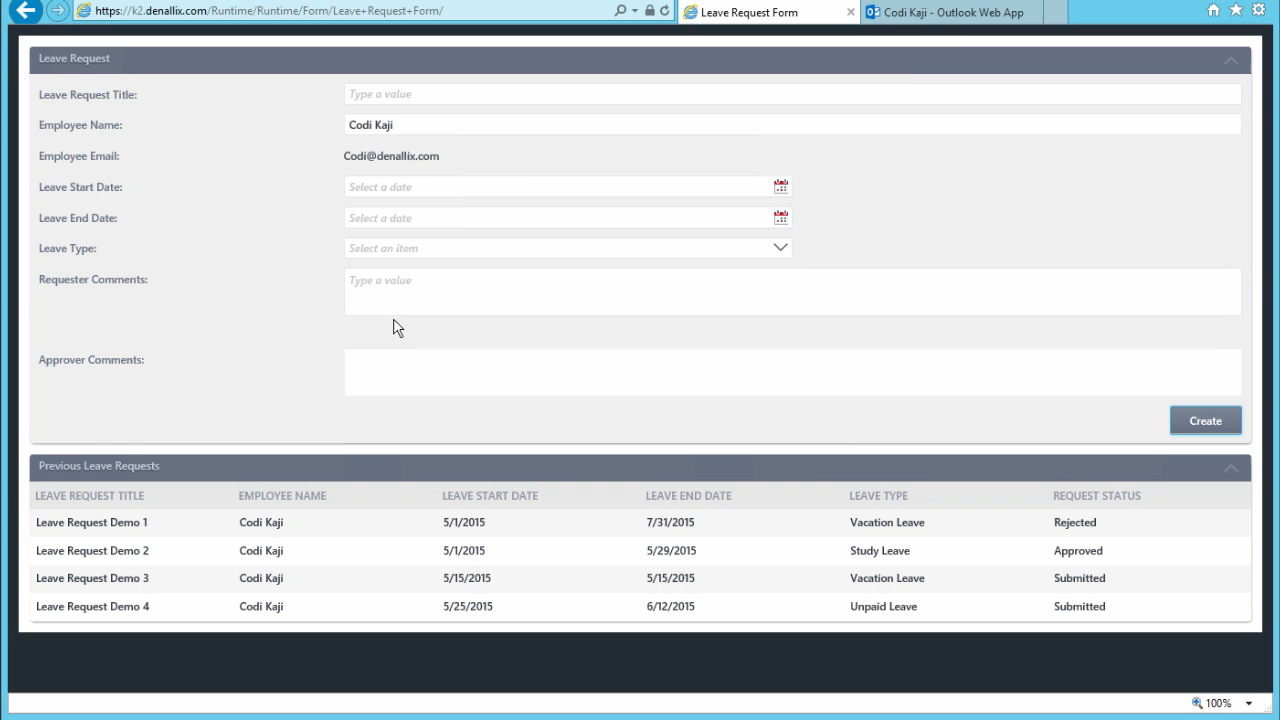 https://k2.denallix.com/Runtime/Runtime/Form/Leave+Request+Form/
Leave Request Form
Codi Kaji - Outlook Web App
Leave Request
Leave Request Title:
Type a value
Employee Name:
Codi Kaji
Employee Email:
Codi@denallix.com
Leave Start Date:
Select a date
Leave End Date:
Select a date
Leave Type:
Select an item
Requester Comments:
Type a value
Approver Comments:
Create
Previous Leave Requests
LEAVE REQUEST TITLE EMPLOYEE NAME LEAVE START DATE LEAVE END DATE LEAVE TYPE REQUEST STATUS
Leave Request Demo 1 Codi Kaji 5/1/2015 7/31/2015 Vacation Leave Rejected
Leave Request Demo 2 Codi Kaji 5/1/2015 5/29/2015 Study Leave Approved
Leave Request Demo 3 Codi Kaji 5/15/2015 5/15/2015 Vacation Leave Submitted
Leave Request Demo 4 Codi Kaji 5/25/2015 6/12/2015 Unpaid Leave Submitted
100%